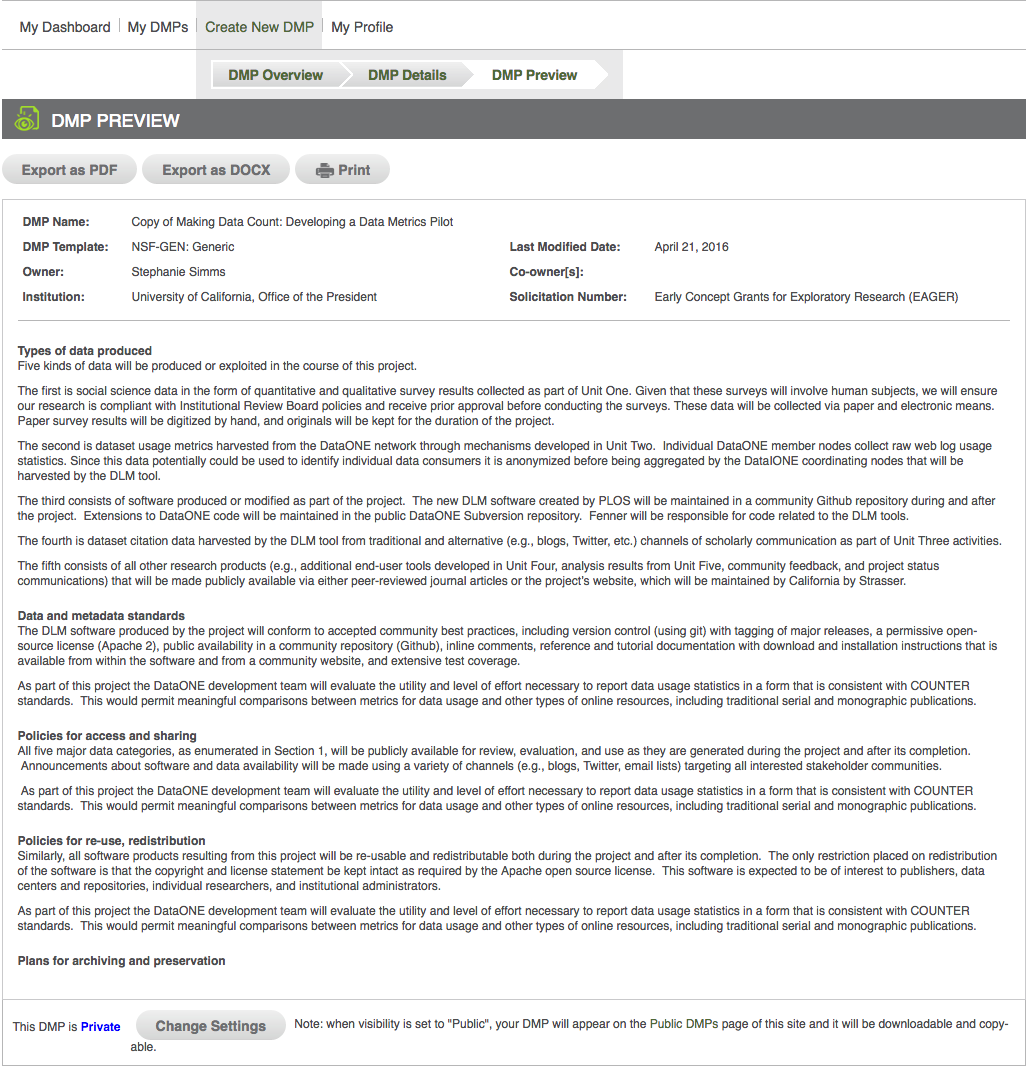 My Dashboard My DMPs Create New DMP My Profile
DMP Overview DMP Details DMP Preview
DMP PREVIEW
Export as PDF Export as DOCX Print
DMP Name: Copy of Making Data Count: Developing a Data Metrics Pilot
DMP Template: NSF-GEN: Generic Last Modified Date: April 21, 2016
Owner: Stephanie Simms Co-owner[s]:
Institution: University of California, Office of the President Solicitation Number: Early Concept Grants for Exploratory Research (EAGER)
Types of data produced
Five kinds of data will be produced or exploited in the course of this project.
The first is social science data in the form of quantitative and qualitative survey results collected as part of Unit One. Given that these surveys will involve human subjects, we will ensure
our research is compliant with Institutional Review Board policies and receive prior approval before conducting the surveys. These data will be collected via paper and electronic means.
Paper survey results will be digitized by hand, and originals will be kept for the duration of the project.
The second is dataset usage metrics harvested from the DataONE network through mechanisms developed in Unit Two. Individual DataONE member nodes collect raw web log usage
statistics. Since this data potentially could be used to identify individual data consumers it is anonymized before being aggregated by the DataIONE coordinating nodes that will be
harvested by the DLM tool.
The third consists of software produced or modified as part of the project. The new DLM software created by PLOS will be maintained in a community Github repository during and after
the project. Extensions to DataONE code will be maintained in the public DataONE Subversion repository. Fenner will be responsible for code related to the DLM tools.
The fourth is dataset citation data harvested by the DLM tool from traditional and alternative (e.g., blogs, Twitter, etc.) channels of scholarly communication as part of Unit Three activities.
The fifth consists of all other research products (e.g., additional end-user tools developed in Unit Four, analysis results from Unit Five, community feedback, and project status
communications) that will be made publicly available via either peer-reviewed journal articles or the project's website, which will be maintained by California by Strasser.
Data and metadata standards
The DLM software produced by the project will conform to accepted community best practices, including version control (using git) with tagging of major releases, a permissive open-
source license (Apache 2), public availability in a community repository (Github), inline comments, reference and tutorial documentation with download and installation instructions that is
available from within the software and from a community website, and extensive test coverage.
As part of this project the DataONE development team will evaluate the utility and level of effort necessary to report data usage statistics in a form that is consistent with COUNTER
standards. This would permit meaningful comparisons between metrics for data usage and other types of online resources, including traditional serial and monographic publications.
Policies for access and sharing
All five major data categories, as enumerated in Section 1, will be publicly available for review, evaluation, and use as they are generated during the project and after its completion.
Announcements about software and data availability will be made using a variety of channels (e.g., blogs, Twitter, email lists) targeting all interested stakeholder communities.
As part of this project the DataONE development team will evaluate the utility and level of effort necessary to report data usage statistics in a form that is consistent with COUNTER
standards. This would permit meaningful comparisons between metrics for data usage and other types of online resources, including traditional serial and monographic publications.
Policies for re-use, redistribution
Similarly, all software products resulting from this project will be re-usable and redistributable both during the project and after its completion. The only restriction placed on redistribution
of the software is that the copyright and license statement be kept intact as required by the Apache open source license. This software is expected to be of interest to publishers, data
centers and repositories, individual researchers, and institutional administrators.
As part of this project the DataONE development team will evaluate the utility and level of effort necessary to report data usage statistics in a form that is consistent with COUNTER
standards. This would permit meaningful comparisons between metrics for data usage and other types of online resources, including traditional serial and monographic publications.
Plans for archiving and preservation
This DMP is Private Change Settings Note: when visibility is set to "Public", your DMP will appear on the Public DMPs page of this site and it will be downloadable and copy-
able.